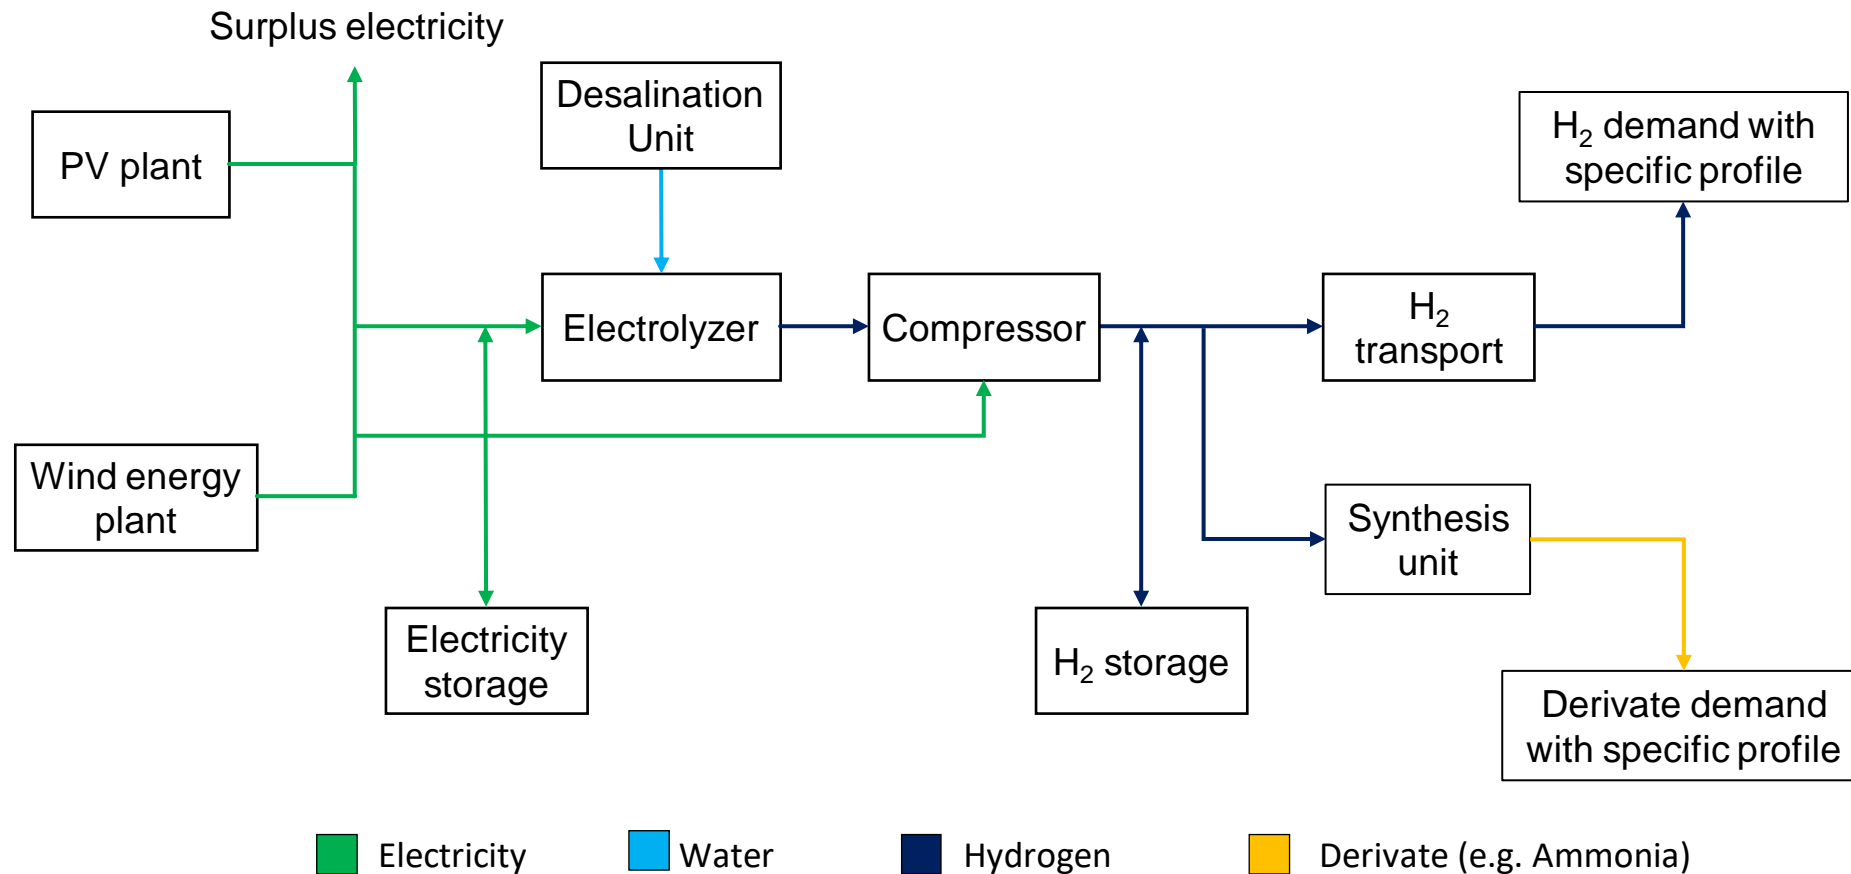 Surplus electricity
Desalination
Unit
PV plant
H₂ demand with
specific profile
Electrolyzer
Compressor
H₂
transport
Wind energy
plant
Synthesis
unit
Electricity
storage
H₂ storage
Derivate demand
with specific profile
Electricity
Water
Hydrogen
Derivate (e.g. Ammonia)